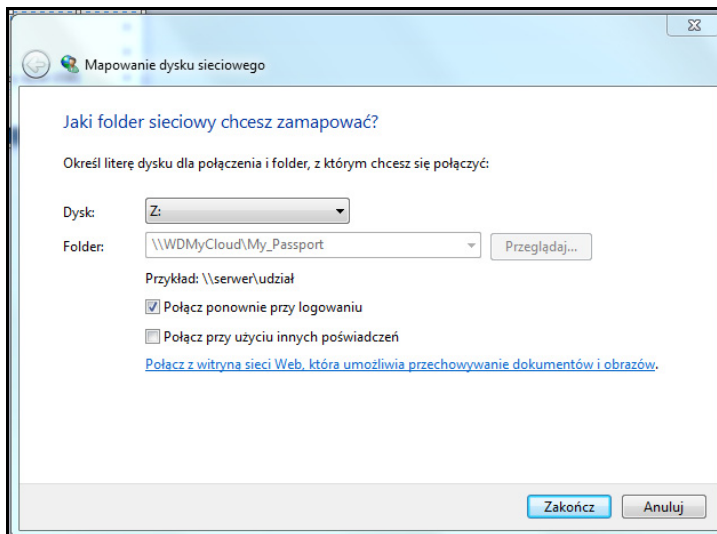 Mapowanie dysku sieciowego
Jaki folder sieciowy chcesz zamapować?
Określ literę dysku dla połączenia i folder, z którym chcesz się połączyć:
Dysk: Z:
Folder: \\WDMyCloud\My_Passport Przeglądaj...
Przykład: \\serwer\udział
Połącz ponownie przy logowaniu
Połącz przy użyciu innych poświadczeń
Połacz z witryna sieci Web, która umożliwia przechowywanie dokumentów i obrazów.
Zakończ Anuluj